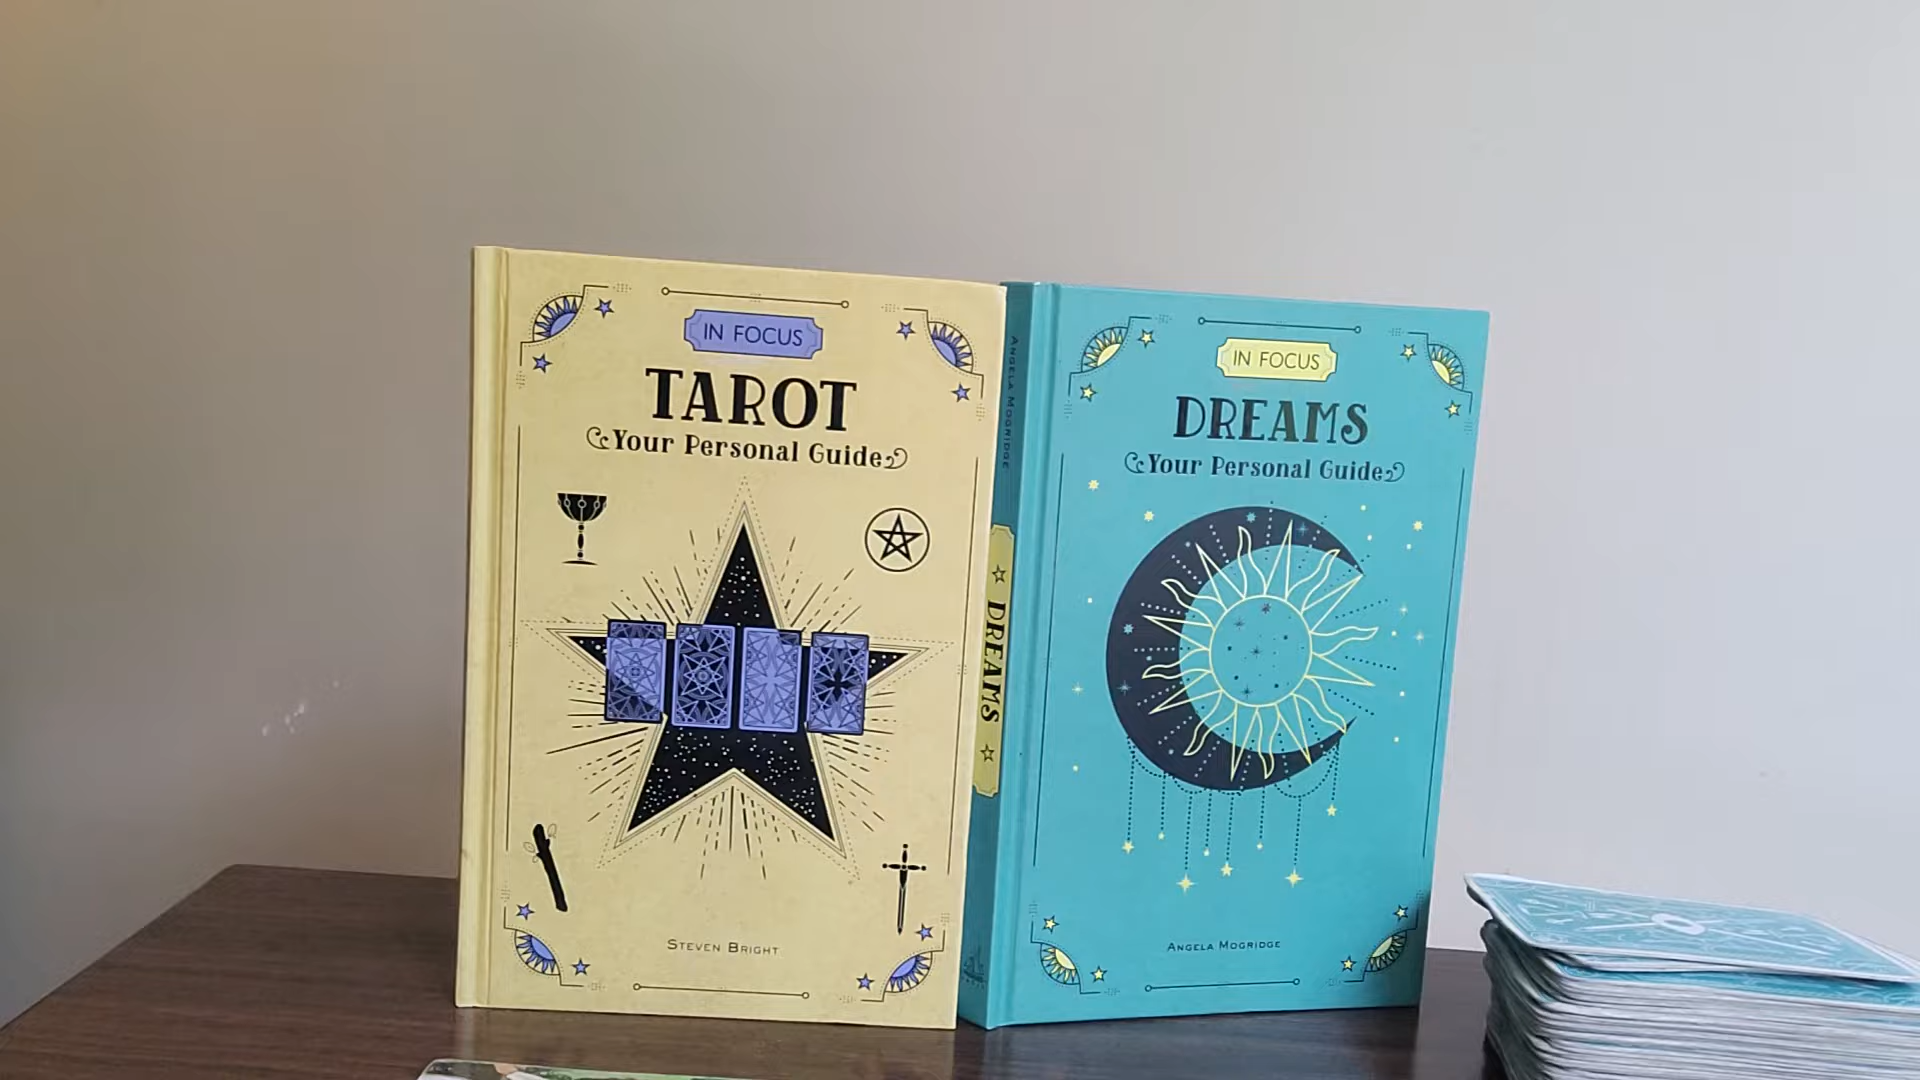 IN FOCUS
TAROT
Your Personal Guide
STEVEN BRIGHT
ANGELA MOGRIDGE
DREAMS
IN FOCUS
DREAMS
Your Personal Guide
ANGELA MOGRIDGE